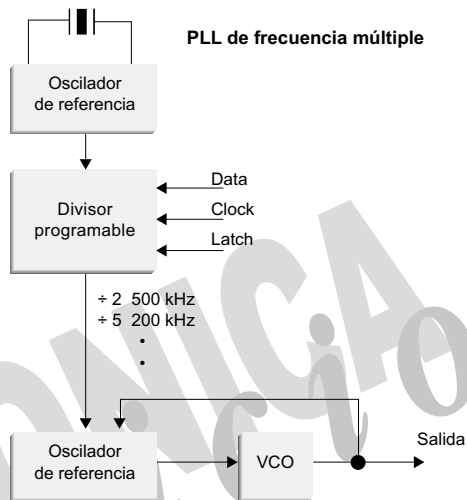 PLL de frecuencia múltiple
Oscilador
de referencia
Divisor
programable
Data
Clock
Latch
÷ 2 500 kHz
÷ 5 200 kHz
Oscilador
de referencia
VCO
Salida